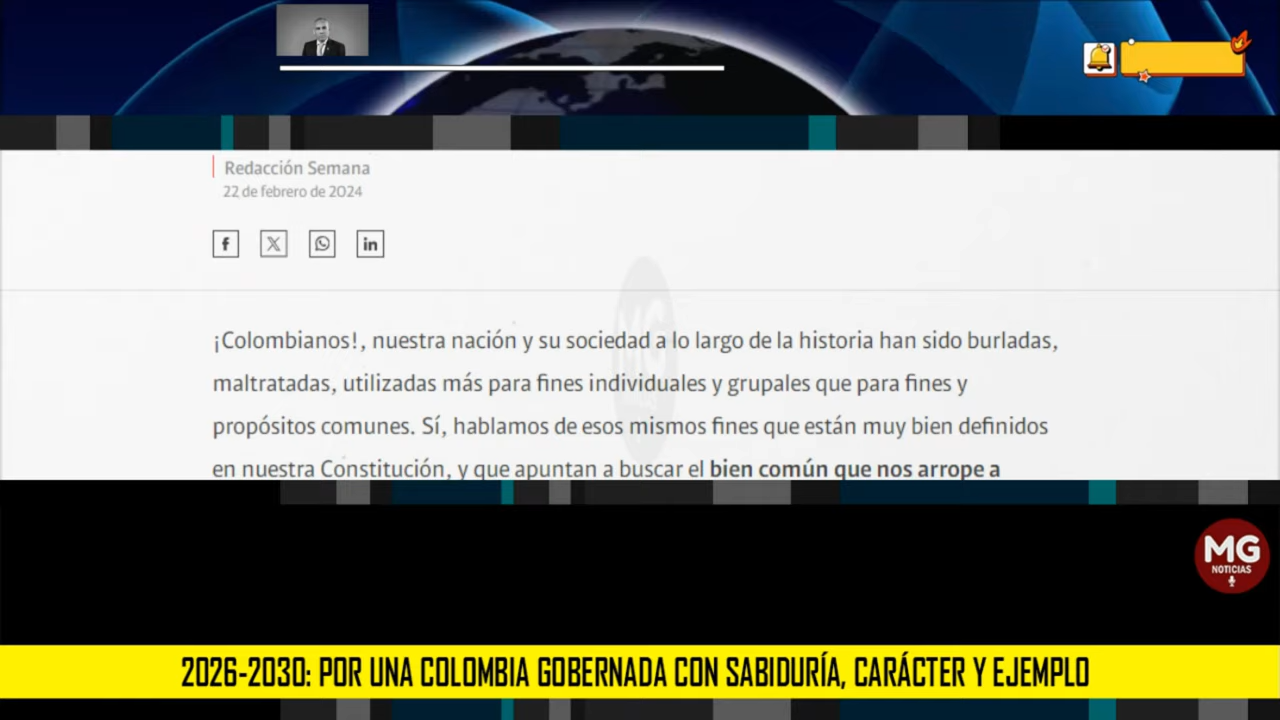 Redacción Semana
22 de febrero de 2024
¡Colombianos!, nuestra nación y su sociedad a lo largo de la historia han sido burladas,
maltratadas, utilizadas más para fines individuales y grupales que para fines y
propósitos comunes. Sí, hablamos de esos mismos fines que están muy bien definidos
en nuestra Constitución, y que apuntan a buscar el bien común que nos arrope a
MG
MG
NOTICIAS
2026-2030: POR UNA COLOMBIA GOBERNADA CON SABIDURÍA, CARÁCTER Y EJEMPLO